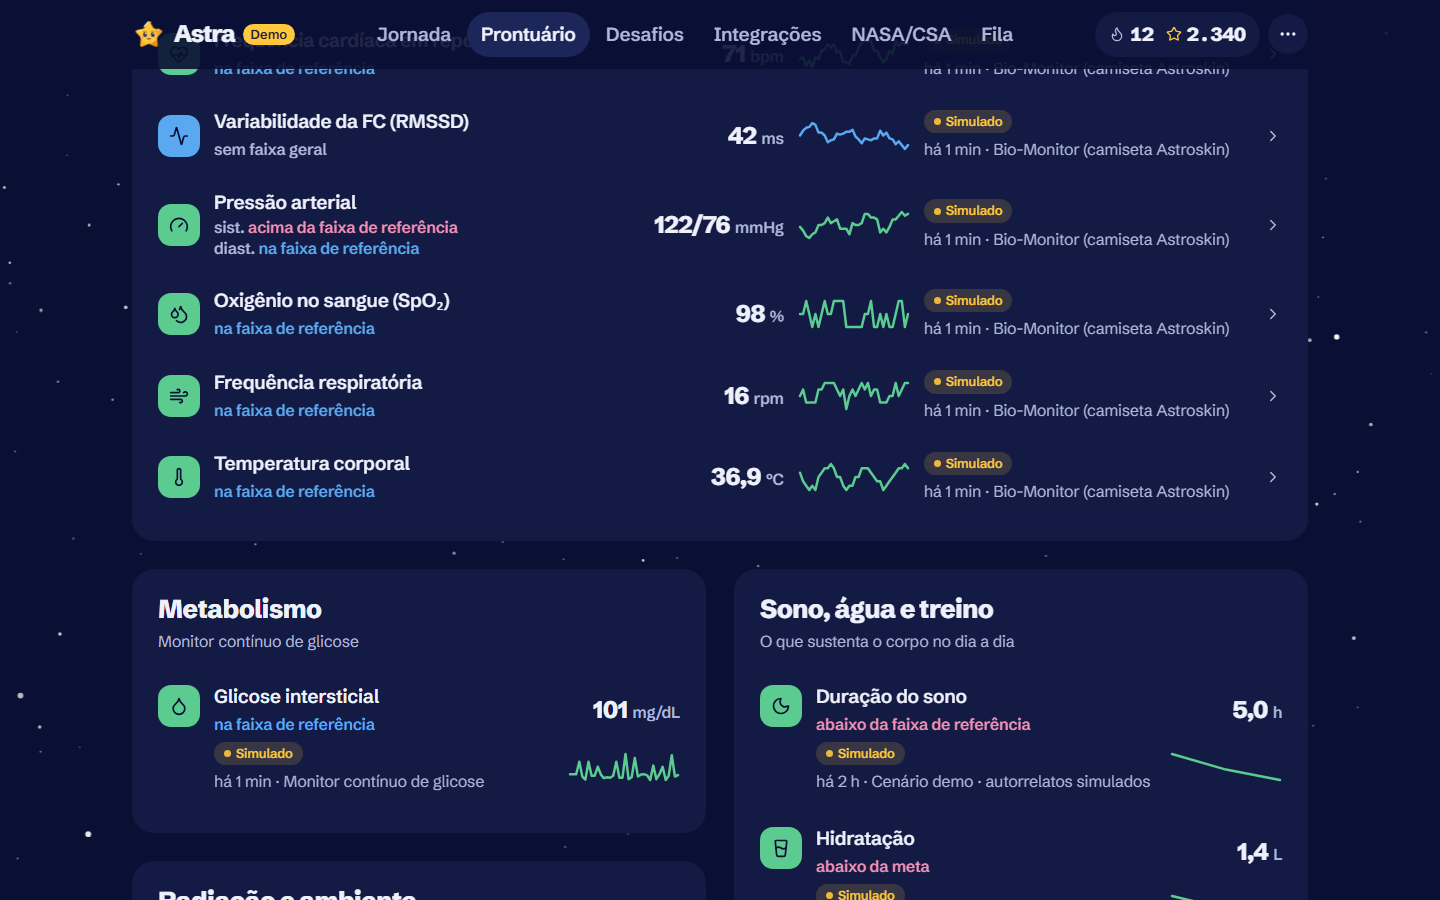 Astra Demo Jornada Prontuário Desafios Integrações NASA/CSA Fila 12 2.340
71 bpm Simulado
na faixa de referência há 1 min · Bio-Monitor (camiseta Astroskin)
Variabilidade da FC (RMSSD)
sem faixa geral
42 ms
Simulado
há 1 min · Bio-Monitor (camiseta Astroskin)
Pressão arterial
sist. acima da faixa de referência
diast. na faixa de referência
122/76 mmHg
Simulado
há 1 min · Bio-Monitor (camiseta Astroskin)
Oxigênio no sangue (SpO₂)
na faixa de referência
98 %
Simulado
há 1 min · Bio-Monitor (camiseta Astroskin)
Frequência respiratória
na faixa de referência
16 rpm
Simulado
há 1 min · Bio-Monitor (camiseta Astroskin)
Temperatura corporal
na faixa de referência
36,9 °C
Simulado
há 1 min · Bio-Monitor (camiseta Astroskin)
Metabolismo
Monitor contínuo de glicose
Glicose intersticial
na faixa de referência
101 mg/dL
Simulado
há 1 min · Monitor contínuo de glicose
Radiação e ambiente
Sono, água e treino
O que sustenta o corpo no dia a dia
Duração do sono
abaixo da faixa de referência
5,0 h
Simulado
há 2 h · Cenário demo · autorrelatos simulados
Hidratação
abaixo da meta
1,4 L
Simulado